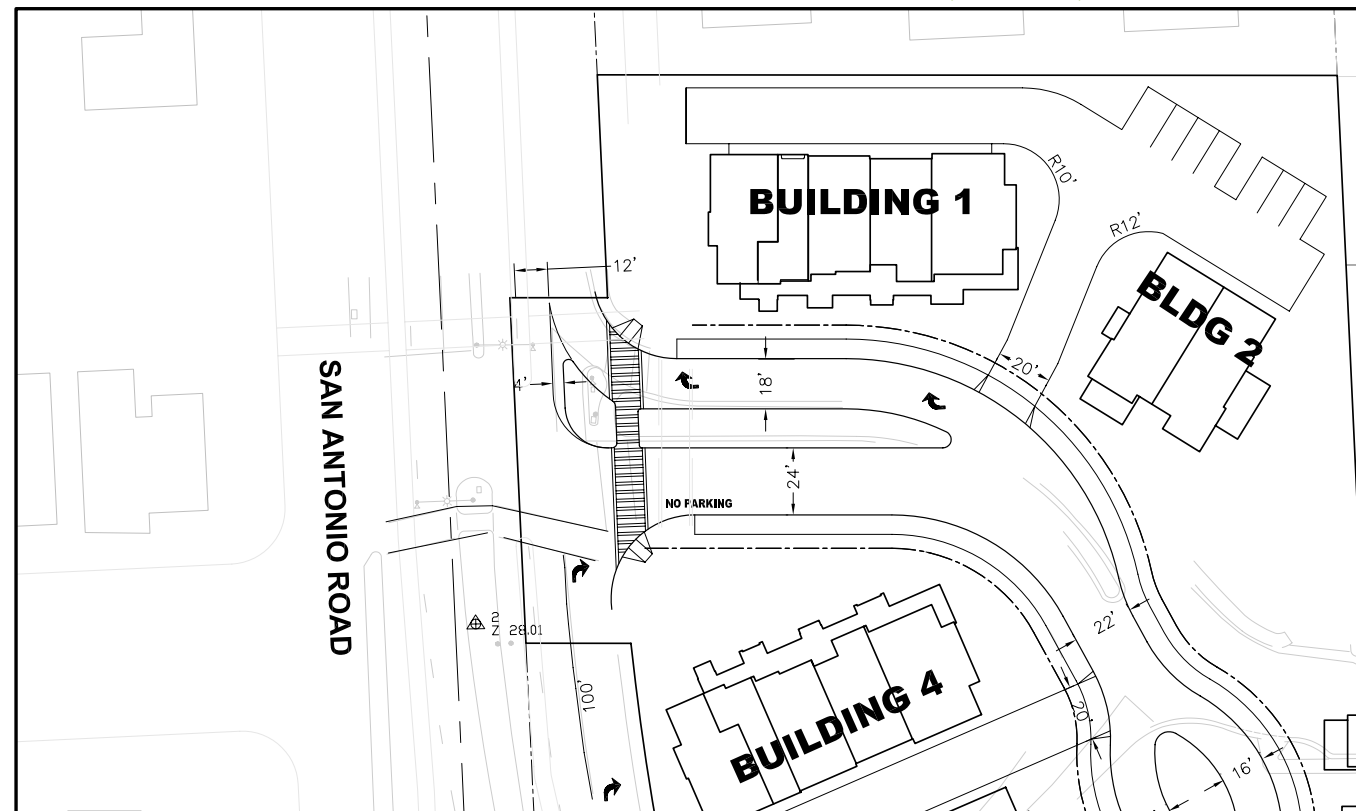 BUILDING 1
R10'
R12'
BLDG 2
12'
20'
4'
18'
24'
NO PARKING
SAN ANTONIO ROAD
2
Z 28.01
22'
100'
BUILDING 4
20'
16'